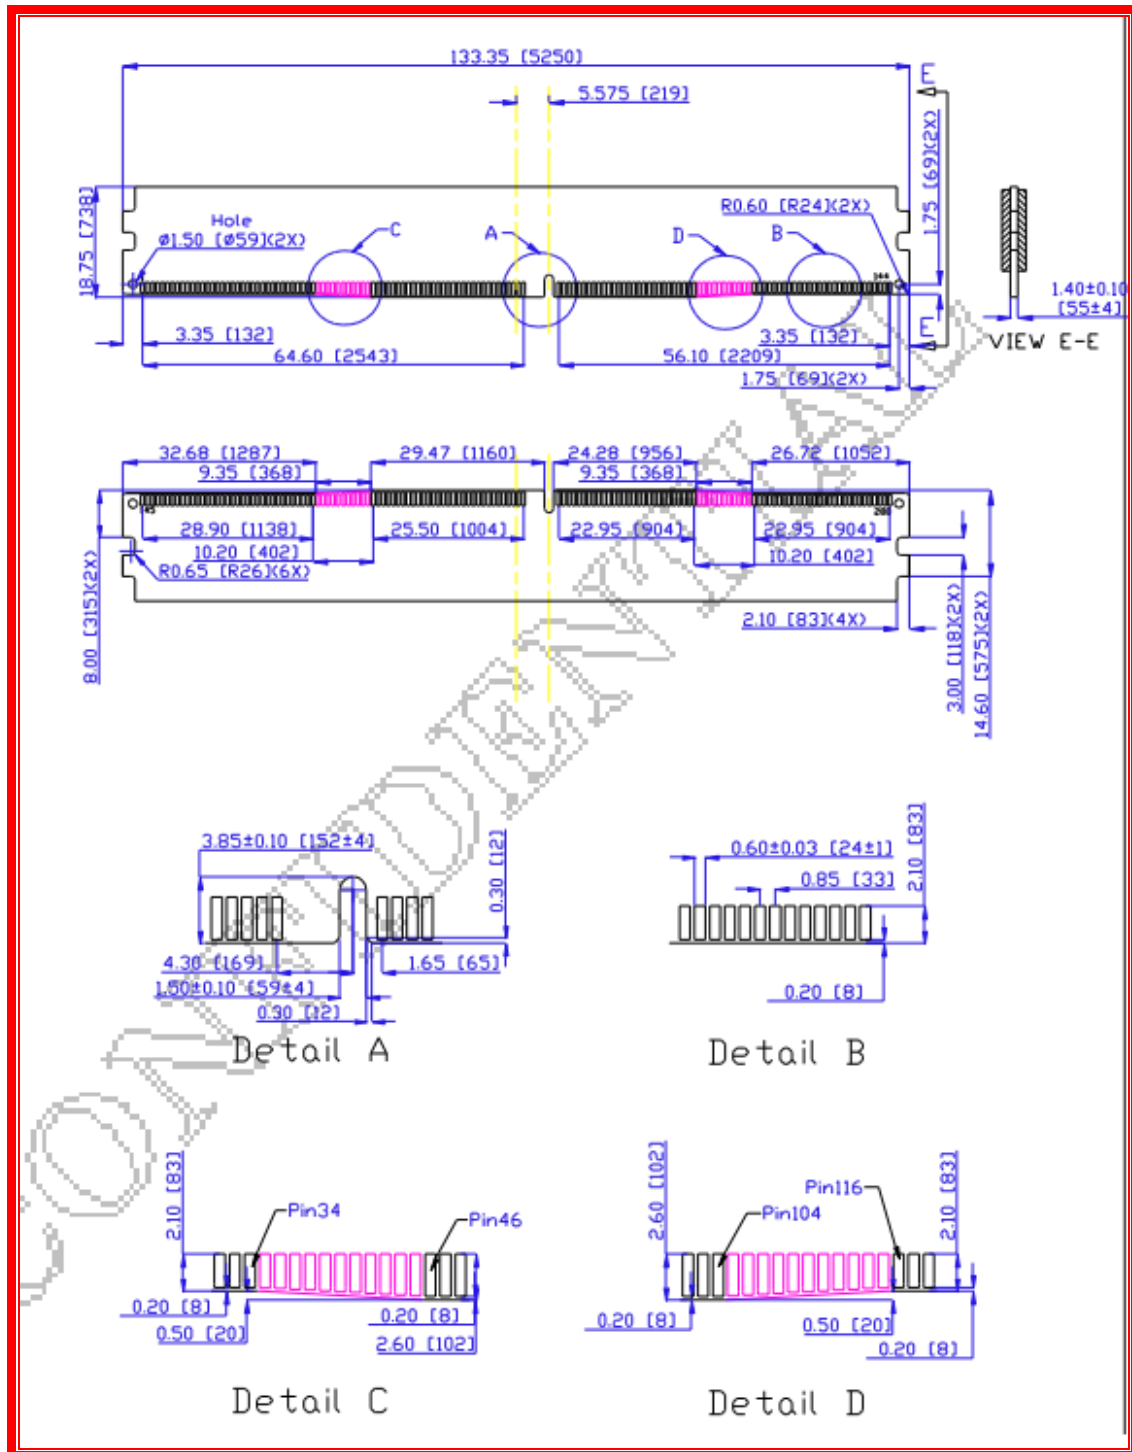 133.35 [5250]
5.575 [219]
E
1.75 [69](2X)
18.75 [738]
Hole
ø1.50 [ø59](2X)
C
A
D
B
R0.60 [R24](2X)
144
1.40±0.10
[55±4]
3.35 [132]
3.35 [132]
E
VIEW E-E
64.60 [2543]
56.10 [2209]
1.75 [69](2X)
32.68 [1287]
29.47 [1160]
24.28 [956]
26.72 [1052]
9.35 [368]
9.35 [368]
145
288
28.90 [1138]
25.50 [1004]
22.95 [904]
22.95 [904]
10.20 [402]
10.20 [402]
R0.65 [R26](6X)
8.00 [315](2X)
2.10 [83](4X)
3.00 [118](2X)
14.60 [575](2X)
CONFIDENTIAL
3.85±0.10 [152±4]
0.30 [12]
4.30 [169]
1.65 [65]
1.50±0.10 [59±4]
0.30 [12]
Detail A
0.60±0.03 [24±1]
0.85 [33]
2.10 [83]
0.20 [8]
Detail B
2.10 [83]
Pin34
Pin46
0.20 [8]
0.20 [8]
0.50 [20]
2.60 [102]
Detail C
2.60 [102]
Pin116
Pin104
2.10 [83]
0.20 [8]
0.50 [20]
0.20 [8]
Detail D